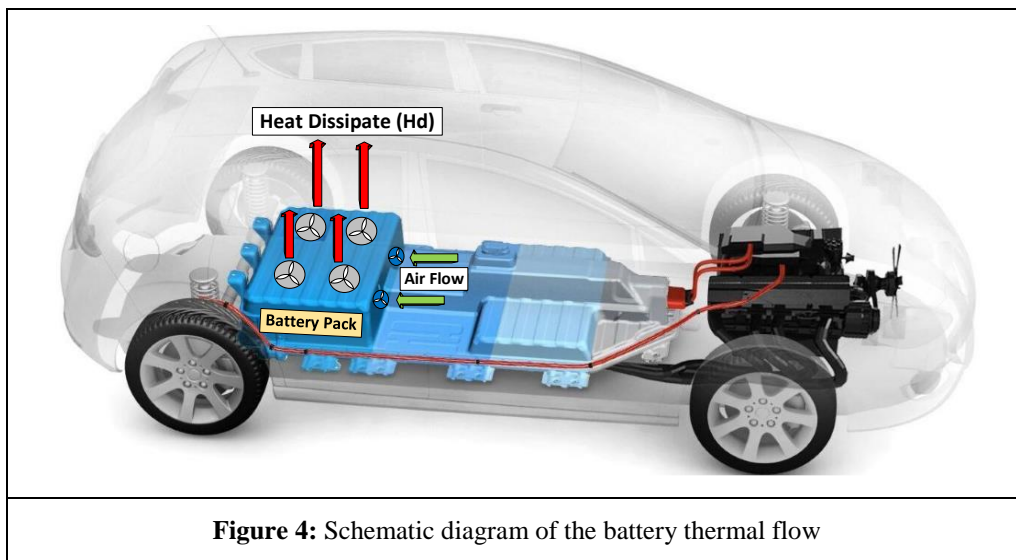 Heat Dissipate (Hd)
Air Flow
Battery Pack
Figure 4: Schematic diagram of the battery thermal flow